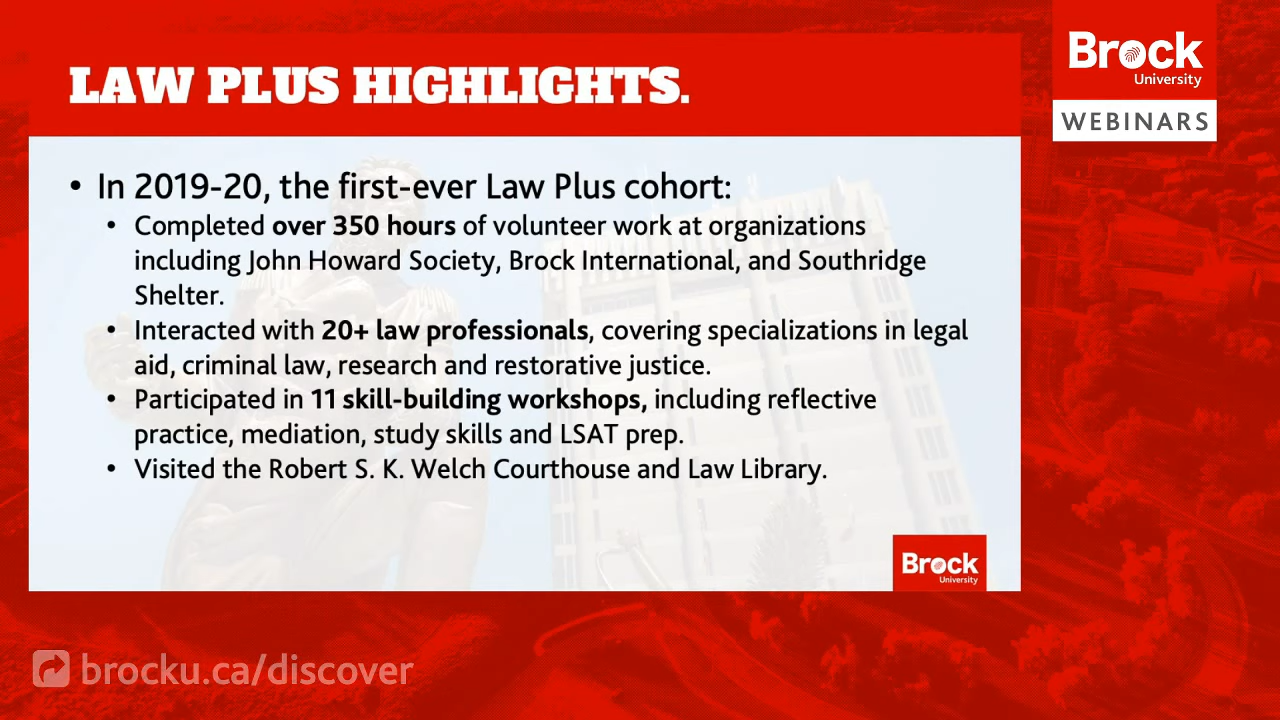 LAW PLUS HIGHLIGHTS.
Brock
University
WEBINARS
• In 2019-20, the first-ever Law Plus cohort:
• Completed over 350 hours of volunteer work at organizations
including John Howard Society, Brock International, and Southridge
Shelter.
• Interacted with 20+ law professionals, covering specializations in legal
aid, criminal law, research and restorative justice.
• Participated in 11 skill-building workshops, including reflective
practice, mediation, study skills and LSAT prep.
• Visited the Robert S. K. Welch Courthouse and Law Library.
Brock
University
brocku.ca/discover